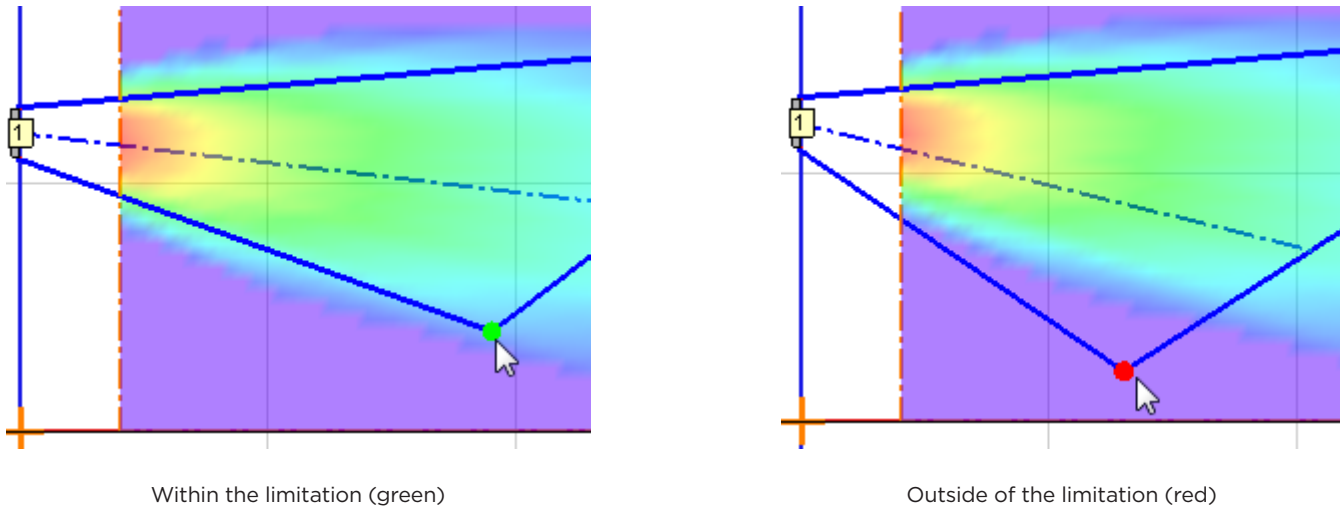 1
1
Within the limitation (green)
Outside of the limitation (red)